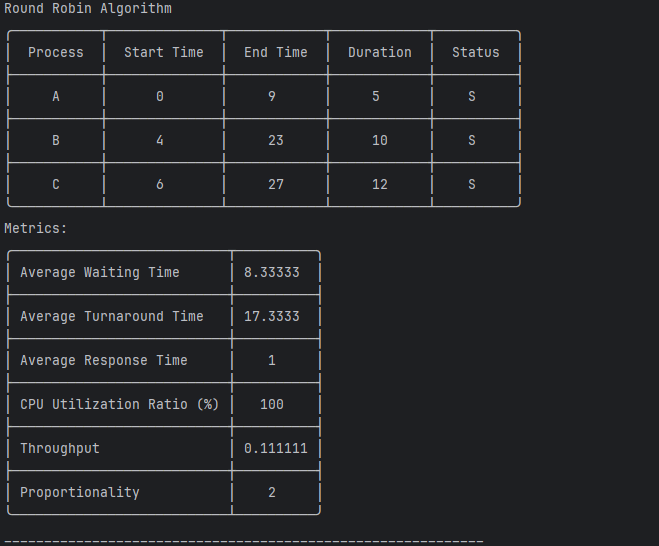 Round Robin Algorithm
Process Start Time End Time Duration Status
A 0 9 5 S
B 4 23 10 S
C 6 27 12 S
Metrics:
Average Waiting Time 8.33333
Average Turnaround Time 17.3333
Average Response Time 1
CPU Utilization Ratio (%) 100
Throughput 0.111111
Proportionality 2